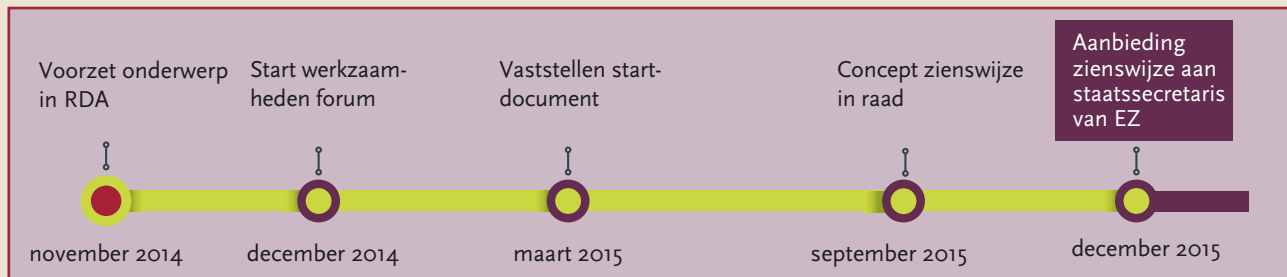 Voorzet onderwerp
in RDA
november 2014
Start werkzaam-
heden forum
december 2014
Vaststellen start-
document
maart 2015
Concept zienswijze
in raad
september 2015
Aanbieding
zienswijze aan
staatssecretaris
van EZ
december 2015